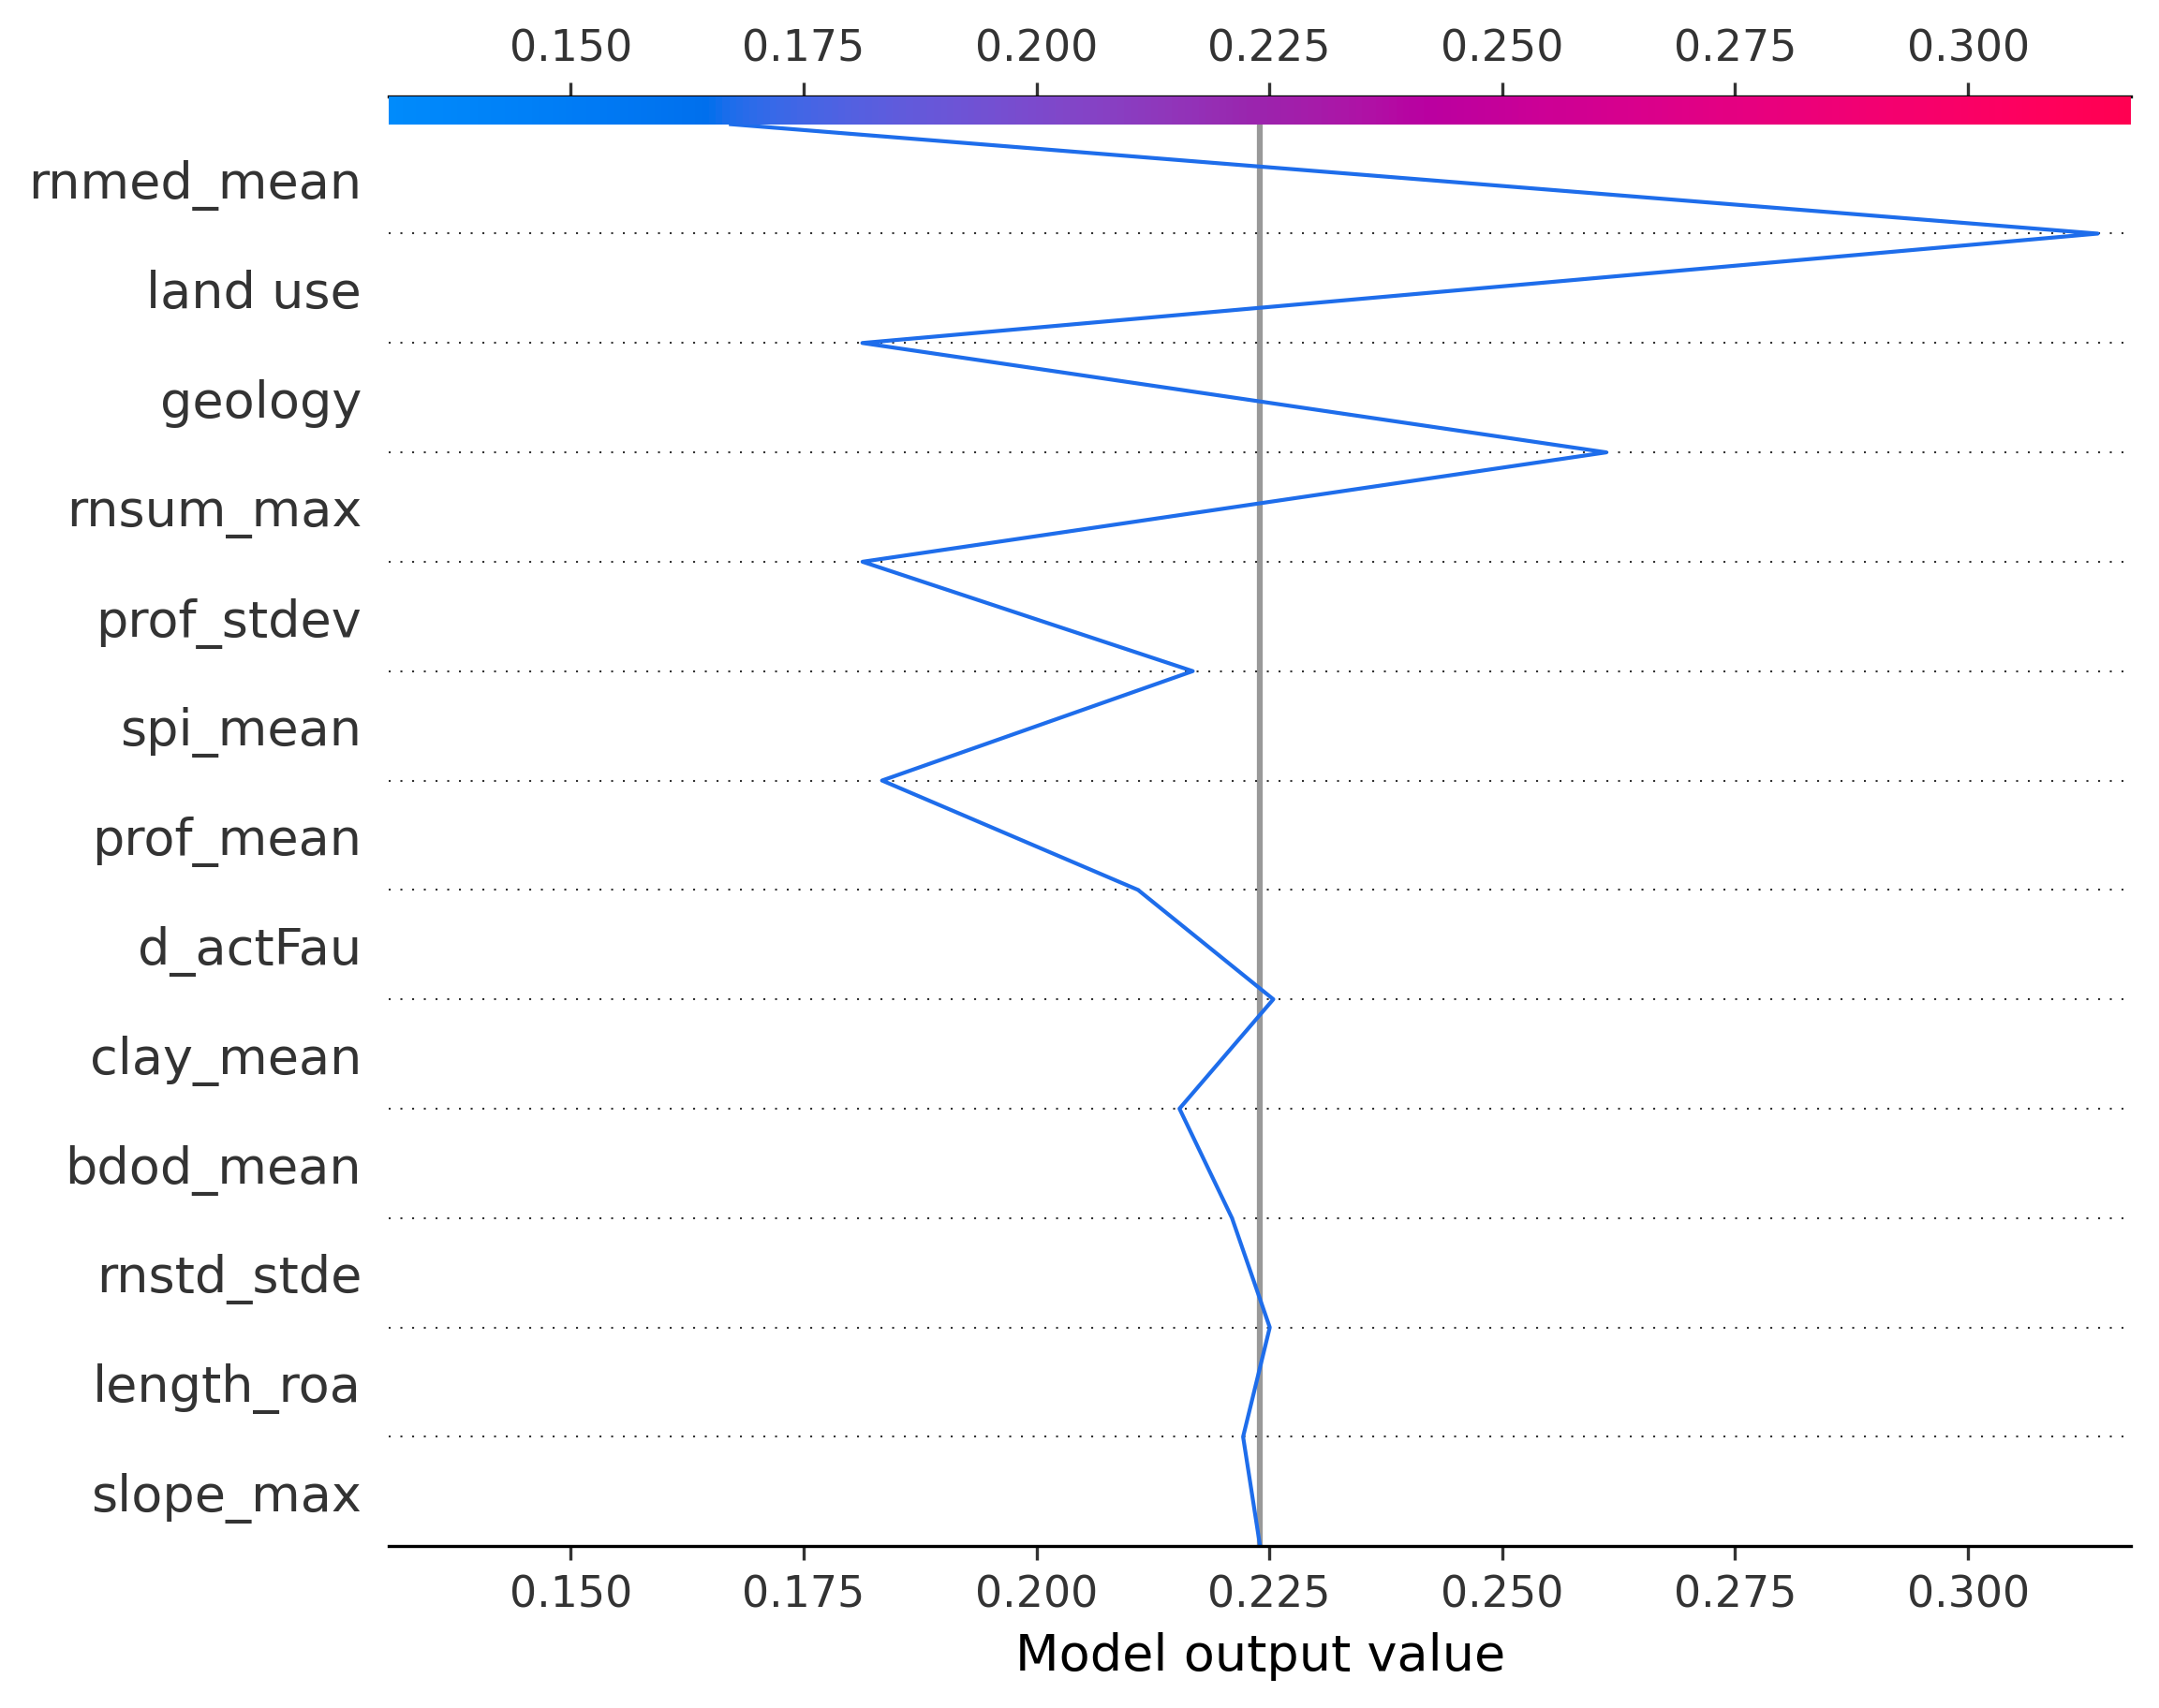 0.150 0.175 0.200 0.225 0.250 0.275 0.300
rnmed_mean
land use
geology
rnsum_max
prof_stdev
spi_mean
prof_mean
d_actFau
clay_mean
bdod_mean
rnstd_stde
length_roa
slope_max
0.150 0.175 0.200 0.225 0.250 0.275 0.300
Model output value